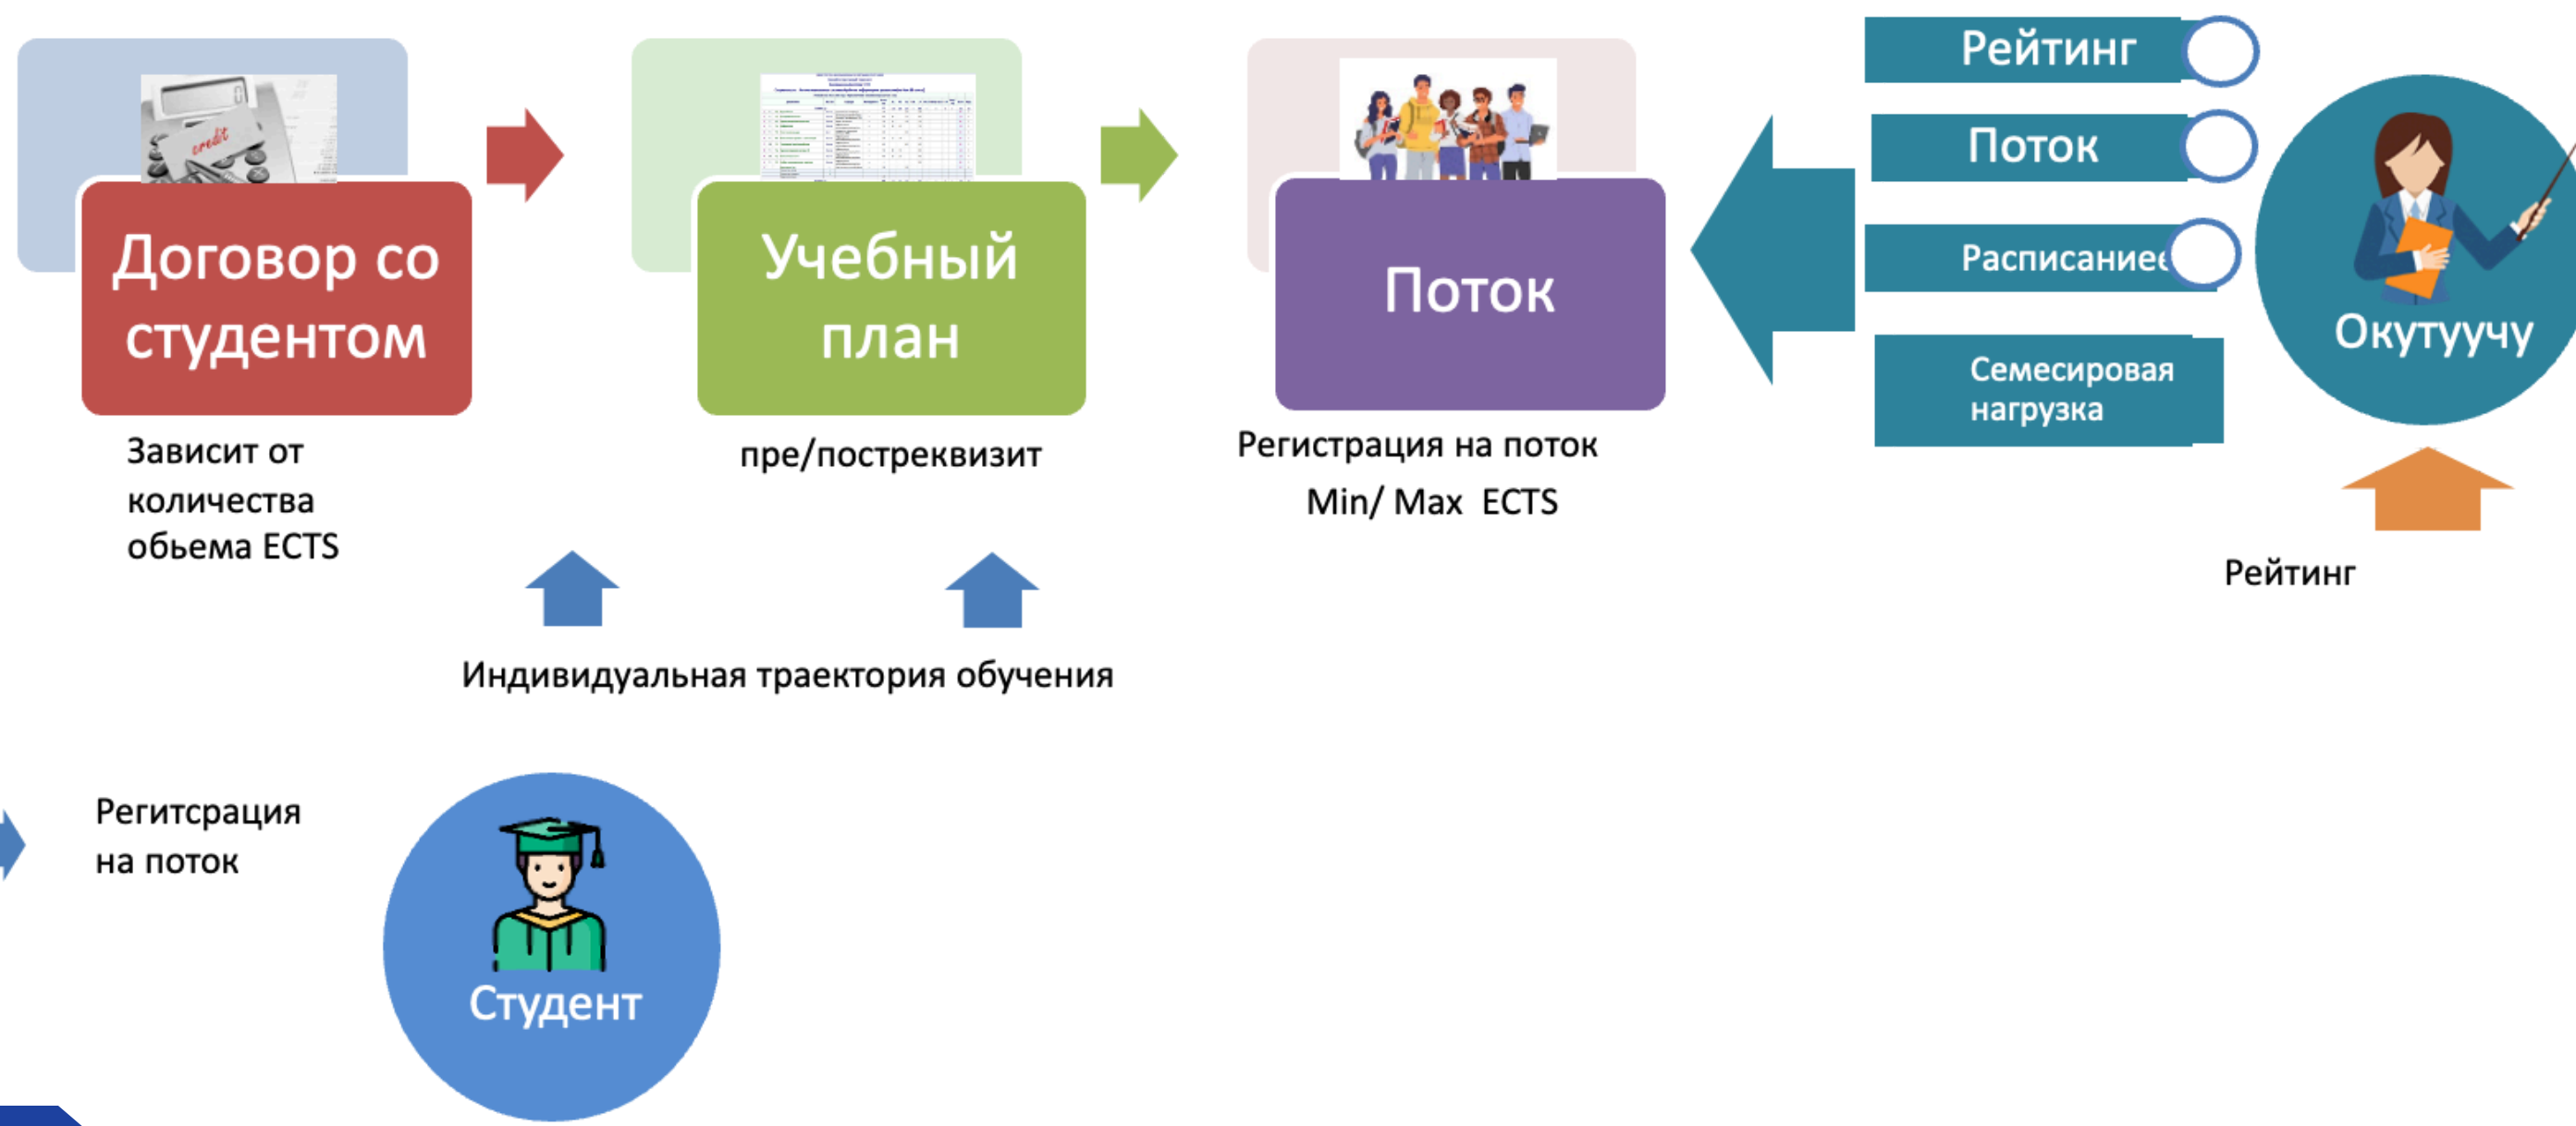 credit
Договор со
студентом
Зависит от
количества
обьема ECTS
Учебный
план
пре/постреквизит
Поток
Регистрация на поток
Min/ Max ECTS
Рейтинг
Поток
Расписаниее
Семесировая
нагрузка
Окутуучу
Рейтинг
Индивидуальная траектория обучения
Регитсрация
на поток
Студент